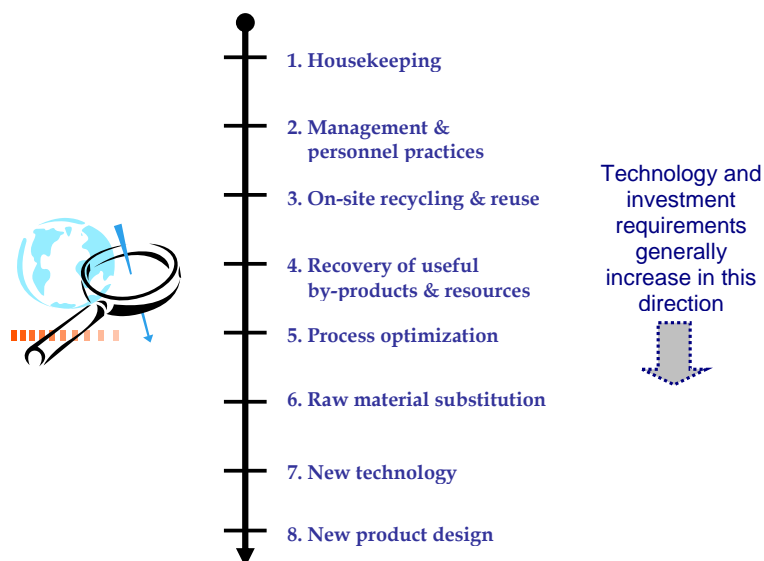 1. Housekeeping
2. Management &
personnel practices
3. On-site recycling & reuse
4. Recovery of useful
by-products & resources
5. Process optimization
6. Raw material substitution
7. New technology
8. New product design
Technology and
investment
requirements
generally
increase in this
direction